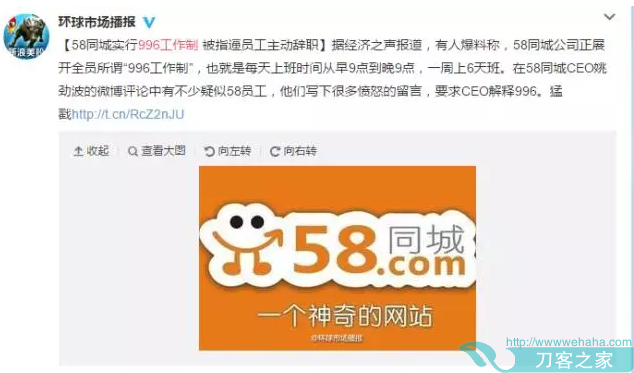 环球市场播报
【58同城实行996工作制 被指逼员工主动辞职】据经济之声报道，有人爆料称，58同城公司正展
开全员所谓“996工作制”，也就是每天上班时间从早9点到晚9点，一周上6天班。在58同城CEO姚
劲波的微博评论中有不少疑似58员工，他们写下很多愤怒的留言，要求CEO解释996。猛
戳http://t.cn/RcZ2nJU
收起 查看大图 向左转 向右转
58同城
.com
一个神奇的网站
@环球市场播报
http://wwwwehaha.com
刀客之家